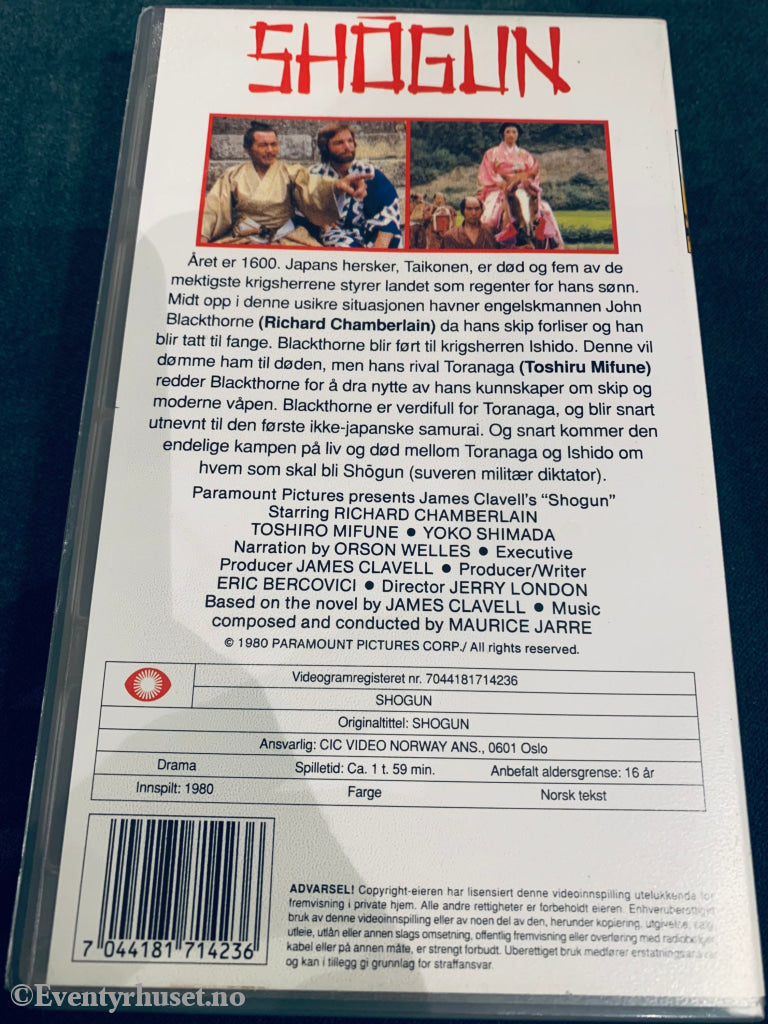 SHŌGUN
Året er 1600. Japans hersker, Taikonen, er død og fem av de
mektigste krigsherrene styrer landet som regenter for hans sønn.
Midt opp i denne usikre situasjonen havner engelskmannen John
Blackthorne (Richard Chamberlain) da hans skip forliser og han
blir tatt til fange. Blackthorne blir ført til krigsherren Ishido. Denne vil
dømme ham til døden, men hans rival Toranaga (Toshiru Mifune)
redder Blackthorne for å dra nytte av hans kunnskaper om skip og
moderne våpen. Blackthorne er verdifull for Toranaga, og blir snart
utnevnt til den første ikke-japanske samurai. Og snart kommer den
endelige kampen på liv og død mellom Toranaga og Ishido om
hvem som skal bli Shōgun (suveren militær diktator).
Paramount Pictures presents James Clavell's "Shogun"
Starring RICHARD CHAMBERLAIN
TOSHIRO MIFUNE ● YOKO SHIMADA
Narration by ORSON WELLES ● Executive
Producer JAMES CLAVELL ● Producer/Writer
ERIC BERCOVICI ● Director JERRY LONDON
Based on the novel by JAMES CLAVELL ● Music
composed and conducted by MAURICE JARRE
© 1980 PARAMOUNT PICTURES CORP./ All rights reserved.
Videogramregisteret nr. 7044181714236
SHOGUN
Originaltittel: SHOGUN
Ansvarlig: CIC VIDEO NORWAY ANS., 0601 Oslo
Drama Spilletid: Ca. 1 t. 59 min. Anbefalt aldersgrense: 16 år
Innspilt: 1980 Farge Norsk tekst
7 044181 714236
ADVARSEL! Copyright-eieren har lisensiert denne videoinnspilling utelukkende for
fremvisning i private hjem. Alle andre rettigheter er forbeholdt eieren. Enhver
bruk av denne videoinnspilling eller av noen del av den, herunder kopiering, utgivelse,
utleie, utlån eller annen slags omsetning, offentlig fremvisning eller overføring med
kabel eller på annen måte, er strengt forbudt. Uberettiget bruk medfører
og kan i tillegg gi grunnlag for straffansvar.
©Eventyrhuset.no